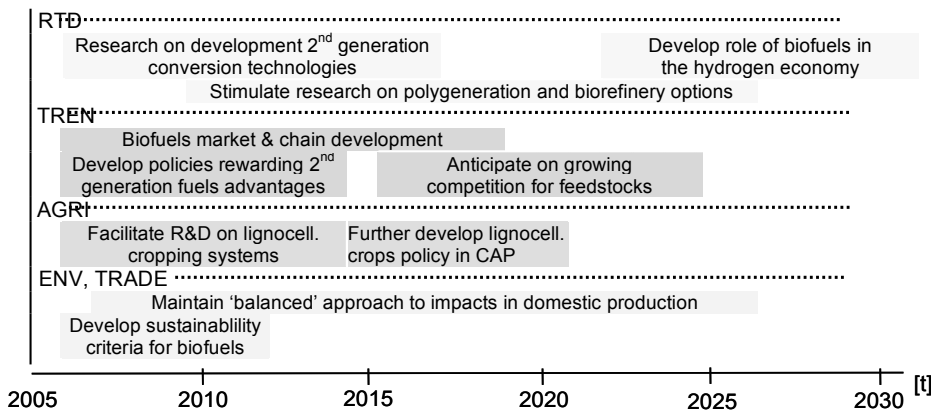 RTD
Research on development 2nd generation
conversion technologies
Develop role of biofuels in
the hydrogen economy
Stimulate research on polygeneration and biorefinery options
TREN
Biofuels market & chain development
Develop policies rewarding 2nd
generation fuels advantages
Anticipate on growing
competition for feedstocks
AGRI
Facilitate R&D on lignocell.
cropping systems
Further develop lignocell.
crops policy in CAP
ENV, TRADE
Maintain ‘balanced’ approach to impacts in domestic production
Develop sustainablility
criteria for biofuels
2005 2010 2015 2020 2025 2030 [t]